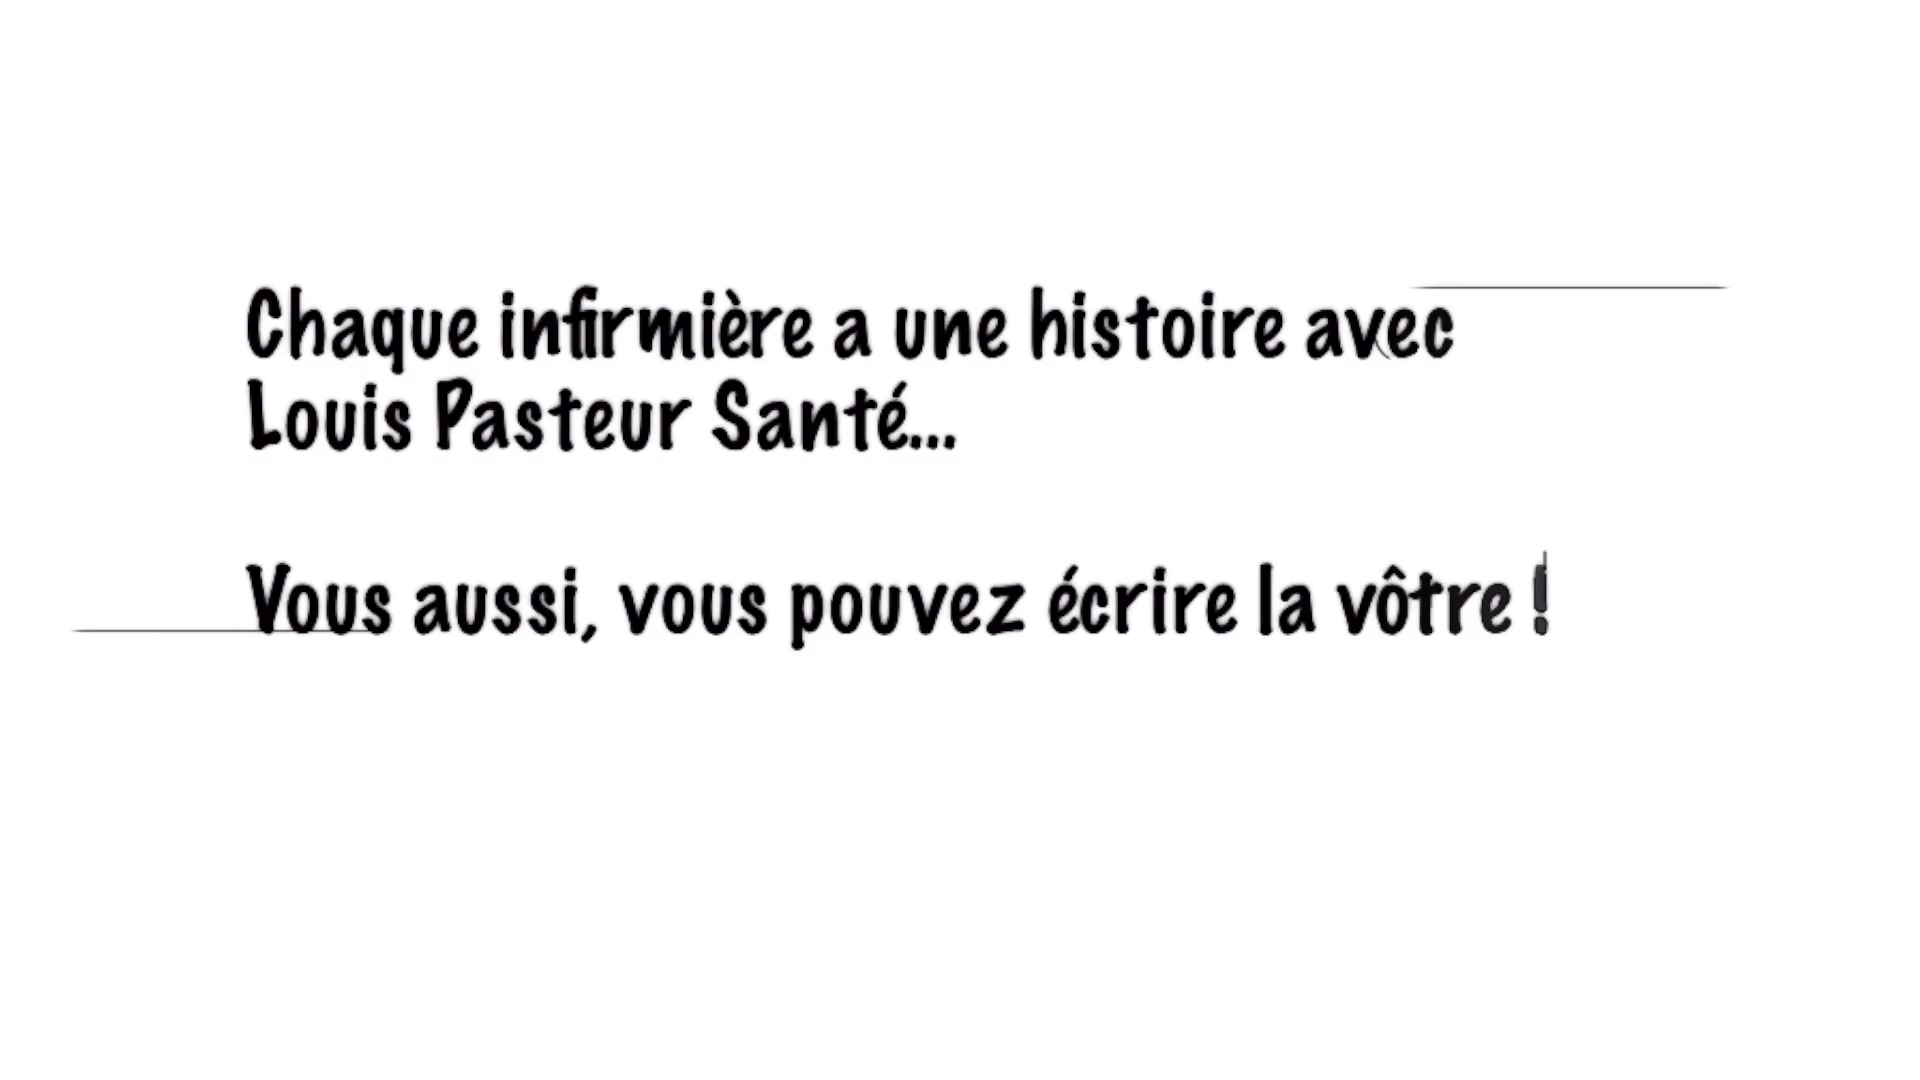 Chaque infirmière a une histoire avec
Louis Pasteur Santé...
Vous aussi, vous pouvez écrire la vôtre !